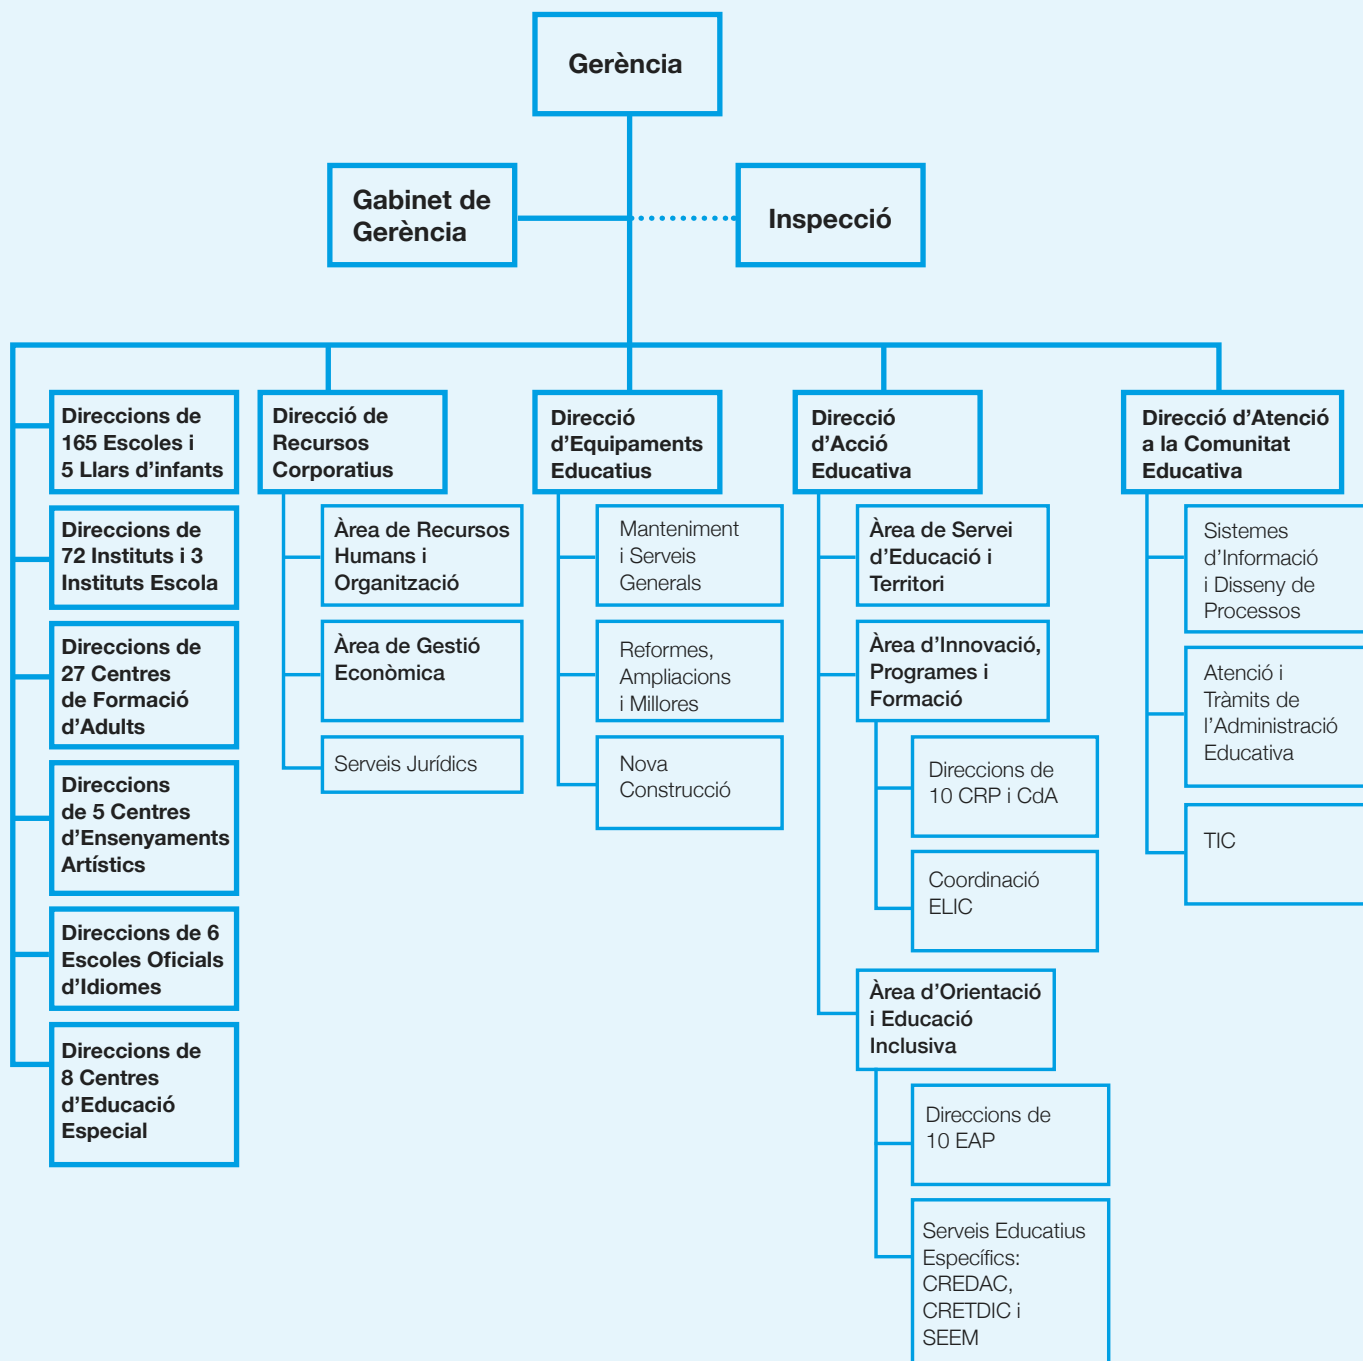 Gerència
Gabinet de
Gerència
Inspecció
Direccions de
165 Escoles i
5 Llars d’infants
Direccions de
72 Instituts i 3
Instituts Escola
Direccions de
27 Centres
de Formació
d’Adults
Direccions
de 5 Centres
d’Ensenyaments
Artístics
Direccions de 6
Escoles Oficials
d’Idiomes
Direccions de
8 Centres
d’Educació
Especial
Direcció de
Recursos
Corporatius
Àrea de Recursos
Humans i
Organització
Àrea de Gestió
Econòmica
Serveis Jurídics
Direcció
d’Equipaments
Educatius
Manteniment
i Serveis
Generals
Reformes,
Ampliacions
i Millores
Nova
Construcció
Direcció
d’Acció
Educativa
Àrea de Servei
d’Educació i
Territori
Àrea d’Innovació,
Programes i
Formació
Direccions de
10 CRP i CdA
Coordinació
ELIC
Àrea d’Orientació
i Educació
Inclusiva
Direccions de
10 EAP
Serveis Educatius
Específics:
CREDAC,
CRETDIC i
SEEM
Direcció d’Atenció
a la Comunitat
Educativa
Sistemes
d’Informació
i Disseny de
Processos
Atenció i
Tràmits de
l’Administració
Educativa
TIC